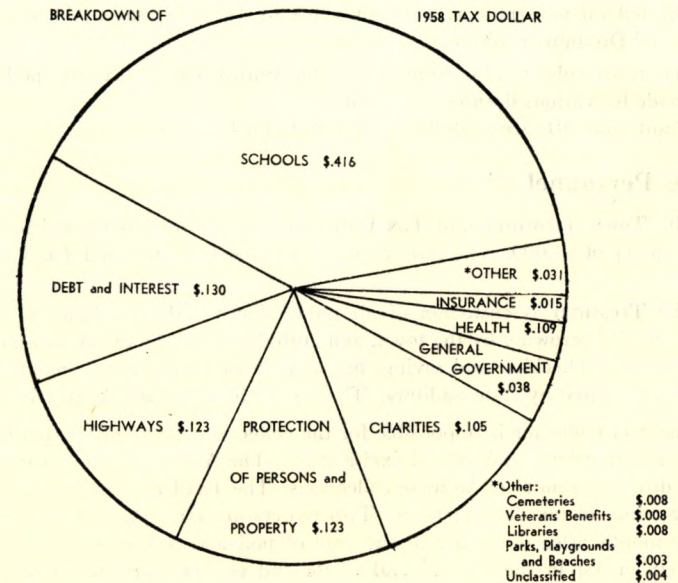 BREAKDOWN OF 1958 TAX DOLLAR
SCHOOLS $.416
*OTHER $.031
DEBT and INTEREST $.130
INSURANCE $.015
HEALTH $.109
GENERAL
GOVERNMENT
$.038
HIGHWAYS $.123
PROTECTION
OF PERSONS and
PROPERTY $.123
CHARITIES $.105
*Other:
Cemeteries $.008
Veterans' Benefits $.008
Libraries $.008
Parks, Playgrounds
and Beaches $.003
Unclassified $.004